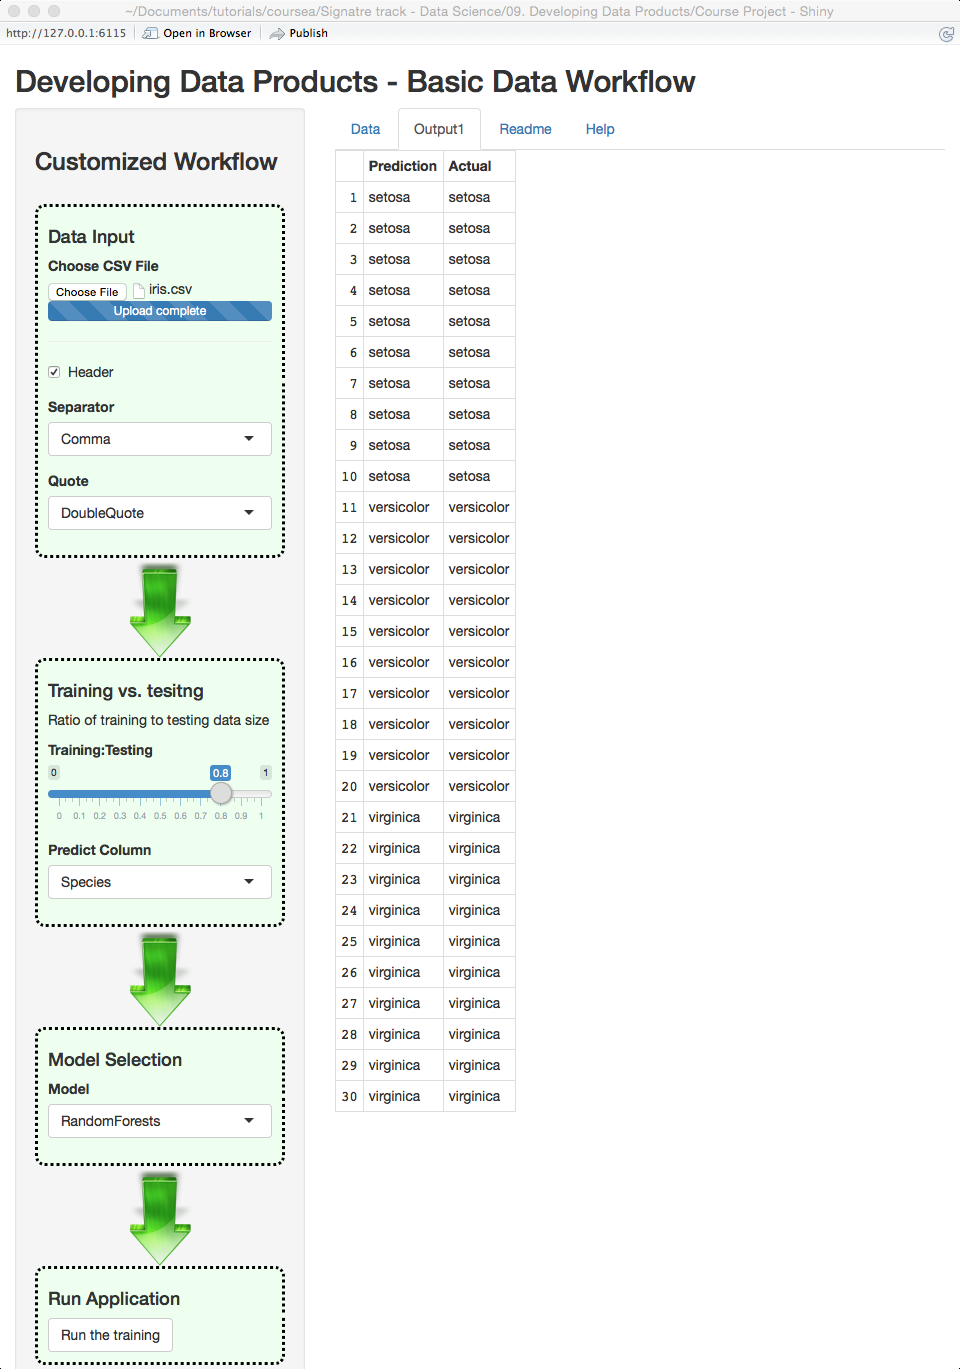 ~/Documents/tutorials/coursea/Signatre track - Data Science/09. Developing Data Products/Course Project - Shiny
http://127.0.0.1:6115 Open in Browser Publish
Developing Data Products - Basic Data Workflow
Customized Workflow
Data Input
Choose CSV File
Choose File iris.csv
Upload complete
Header
Separator
Comma
Quote
DoubleQuote
Training vs. tesitng
Ratio of training to testing data size
Training:Testing
0 0.8 1
0 0.1 0.2 0.3 0.4 0.5 0.6 0.7 0.8 0.9 1
Predict Column
Species
Model Selection
Model
RandomForests
Run Application
Run the training
Data Output1 Readme Help
Prediction Actual
1 setosa setosa
2 setosa setosa
3 setosa setosa
4 setosa setosa
5 setosa setosa
6 setosa setosa
7 setosa setosa
8 setosa setosa
9 setosa setosa
10 setosa setosa
11 versicolor versicolor
12 versicolor versicolor
13 versicolor versicolor
14 versicolor versicolor
15 versicolor versicolor
16 versicolor versicolor
17 versicolor versicolor
18 versicolor versicolor
19 versicolor versicolor
20 versicolor versicolor
21 virginica virginica
22 virginica virginica
23 virginica virginica
24 virginica virginica
25 virginica virginica
26 virginica virginica
27 virginica virginica
28 virginica virginica
29 virginica virginica
30 virginica virginica